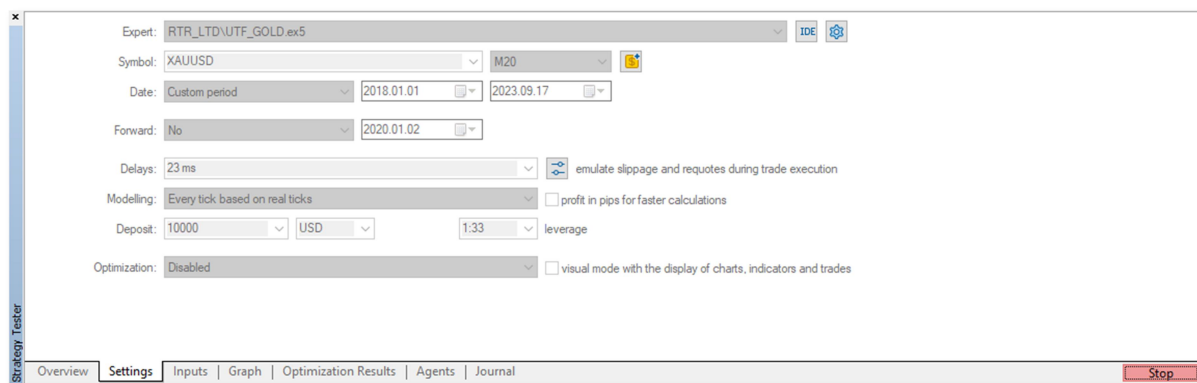 Expert: RTR_LTD\UTF_GOLD.ex5 IDE
Symbol: XAUUSD M20
Date: Custom period 2018.01.01 2023.09.17
Forward: No 2020.01.02
Delays: 23 ms emulate slippage and requotes during trade execution
Modelling: Every tick based on real ticks profit in pips for faster calculations
Deposit: 10000 USD 1:33 leverage
Optimization: Disabled visual mode with the display of charts, indicators and trades
Strategy Tester
Overview Settings Inputs Graph Optimization Results Agents Journal Stop